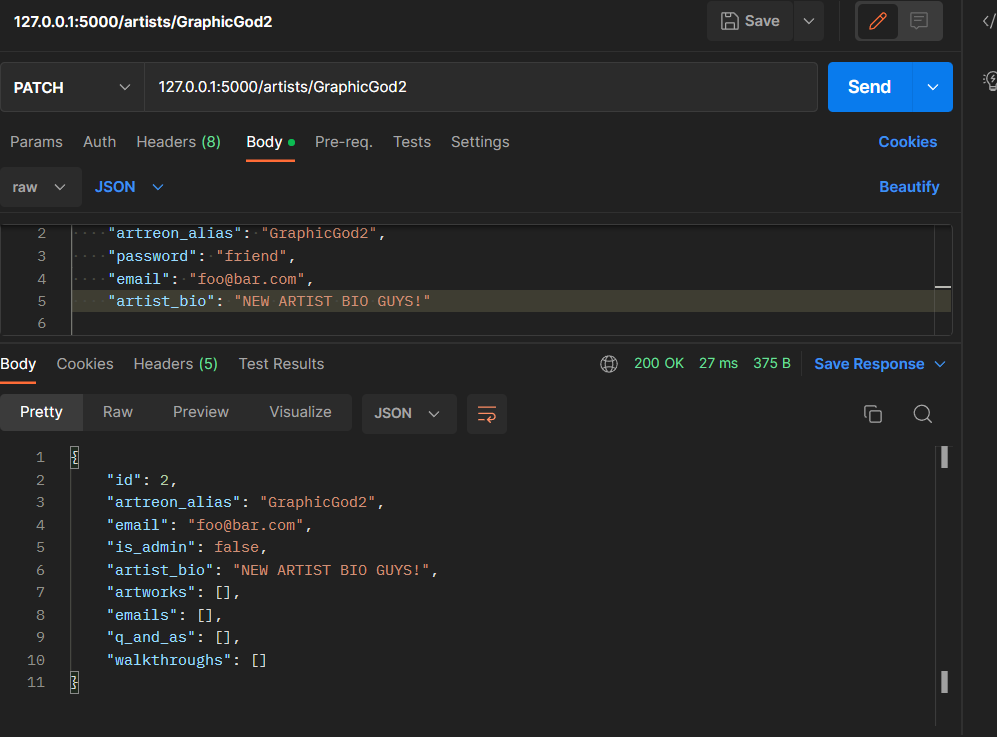 127.0.0.1:5000/artists/GraphicGod2 Save
PATCH 127.0.0.1:5000/artists/GraphicGod2 Send
Params Auth Headers (8) Body Pre-req. Tests Settings Cookies
raw JSON Beautify
2 "artreon_alias": "GraphicGod2",
3 "password": "friend",
4 "email": "foo@bar.com",
5 "artist_bio": "NEW ARTIST BIO GUYS!"
6
Body Cookies Headers (5) Test Results 200 OK 27 ms 375 B Save Response
Pretty Raw Preview Visualize JSON
1 {
2 "id": 2,
3 "artreon_alias": "GraphicGod2",
4 "email": "foo@bar.com",
5 "is_admin": false,
6 "artist_bio": "NEW ARTIST BIO GUYS!",
7 "artworks": [],
8 "emails": [],
9 "q_and_as": [],
10 "walkthroughs": []
11 }